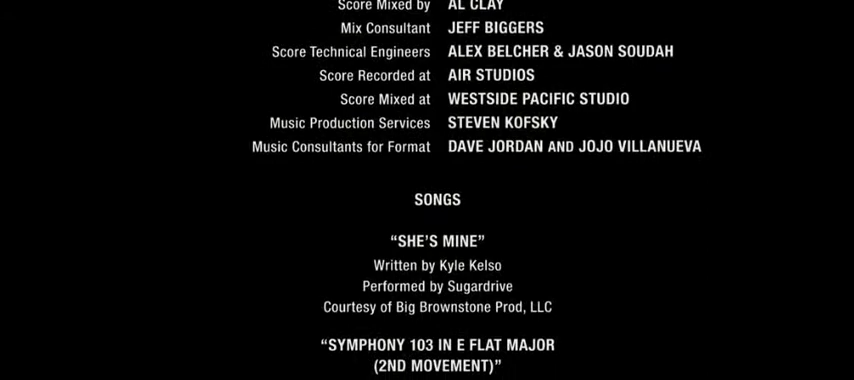 Score Mixed by AL CLAY
Mix Consultant JEFF BIGGERS
Score Technical Engineers ALEX BELCHER & JASON SOUDAH
Score Recorded at AIR STUDIOS
Score Mixed at WESTSIDE PACIFIC STUDIO
Music Production Services STEVEN KOFSKY
Music Consultants for Format DAVE JORDAN AND JOJO VILLANUEVA
SONGS
“SHE’S MINE”
Written by Kyle Kelso
Performed by Sugardrive
Courtesy of Big Brownstone Prod, LLC
“SYMPHONY 103 IN E FLAT MAJOR
(2ND MOVEMENT)”